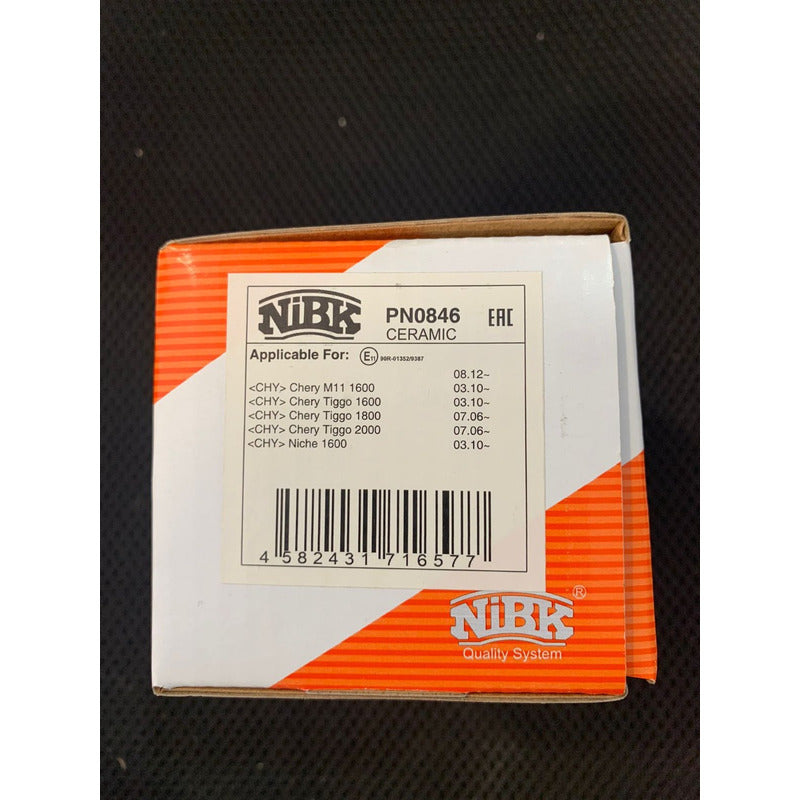 NiBK PN0846 EAC
CERAMIC
Applicable For: E11 90R-01352/9387
08.12~
<CHY> Chery M11 1600 03.10~
<CHY> Chery Tiggo 1600 03.10~
<CHY> Chery Tiggo 1800 07.06~
<CHY> Chery Tiggo 2000 07.06~
<CHY> Niche 1600 03.10~
4 582431 716577
NiBK ®
Quality System